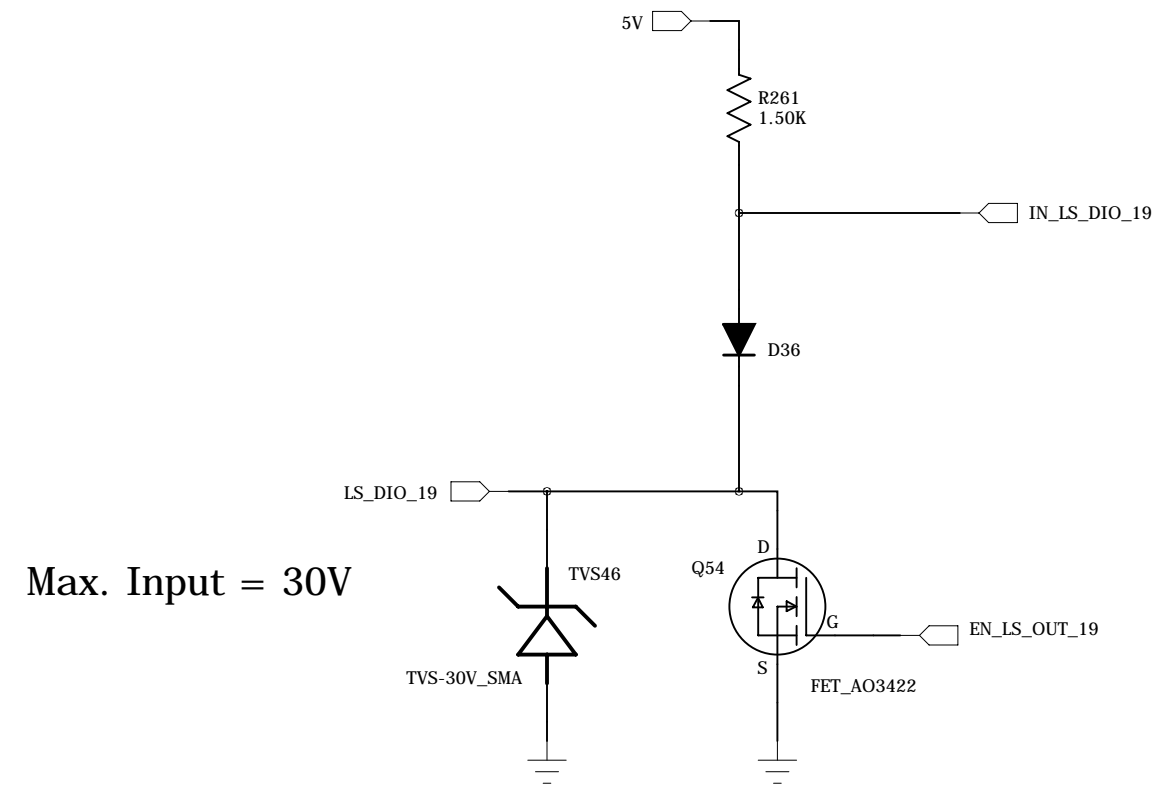 5V
R261
1.50K
IN_LS_DIO_19
D36
LS_DIO_19
Max. Input = 30V
TVS46
TVS-30V_SMA
Q54
D
G
S
EN_LS_OUT_19
FET_AO3422